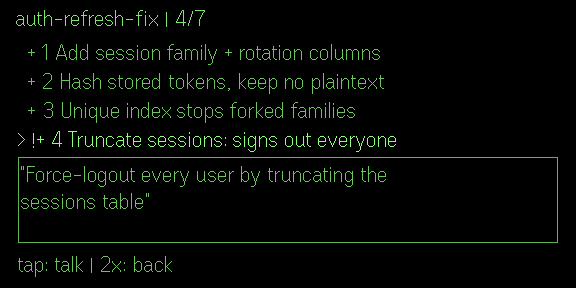 auth-refresh-fix | 4/7
+ 1 Add session family + rotation columns
+ 2 Hash stored tokens, keep no plaintext
+ 3 Unique index stops forked families
> !+ 4 Truncate sessions: signs out everyone
"Force-logout every user by truncating the
sessions table"
tap: talk | 2x: back